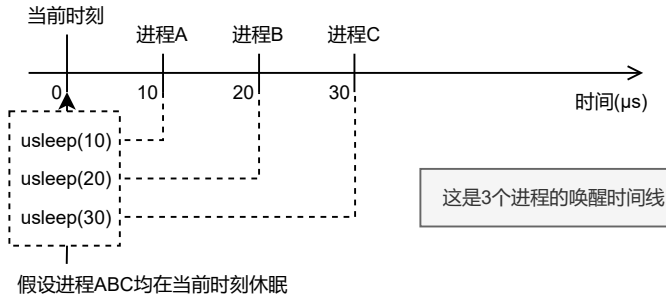 当前时刻
进程A 进程B 进程C
0 10 20 30
时间(μs)
usleep(10)
usleep(20)
usleep(30)
这是3个进程的唤醒时间线
假设进程ABC均在当前时刻休眠